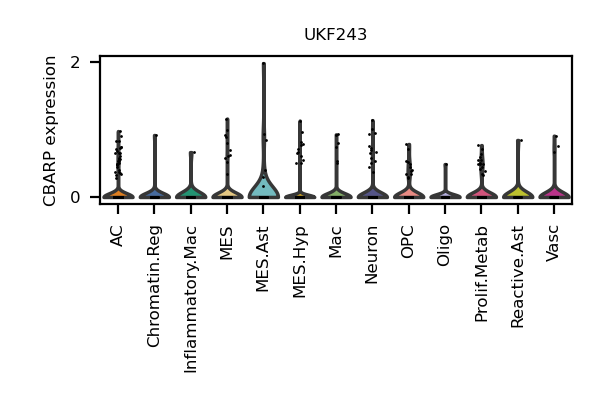 UKF243
CBARP expression
2
0
AC
Chromatin.Reg
Inflammatory.Mac
MES
MES.Ast
MES.Hyp
Mac
Neuron
OPC
Oligo
Prolif.Metab
Reactive.Ast
Vasc